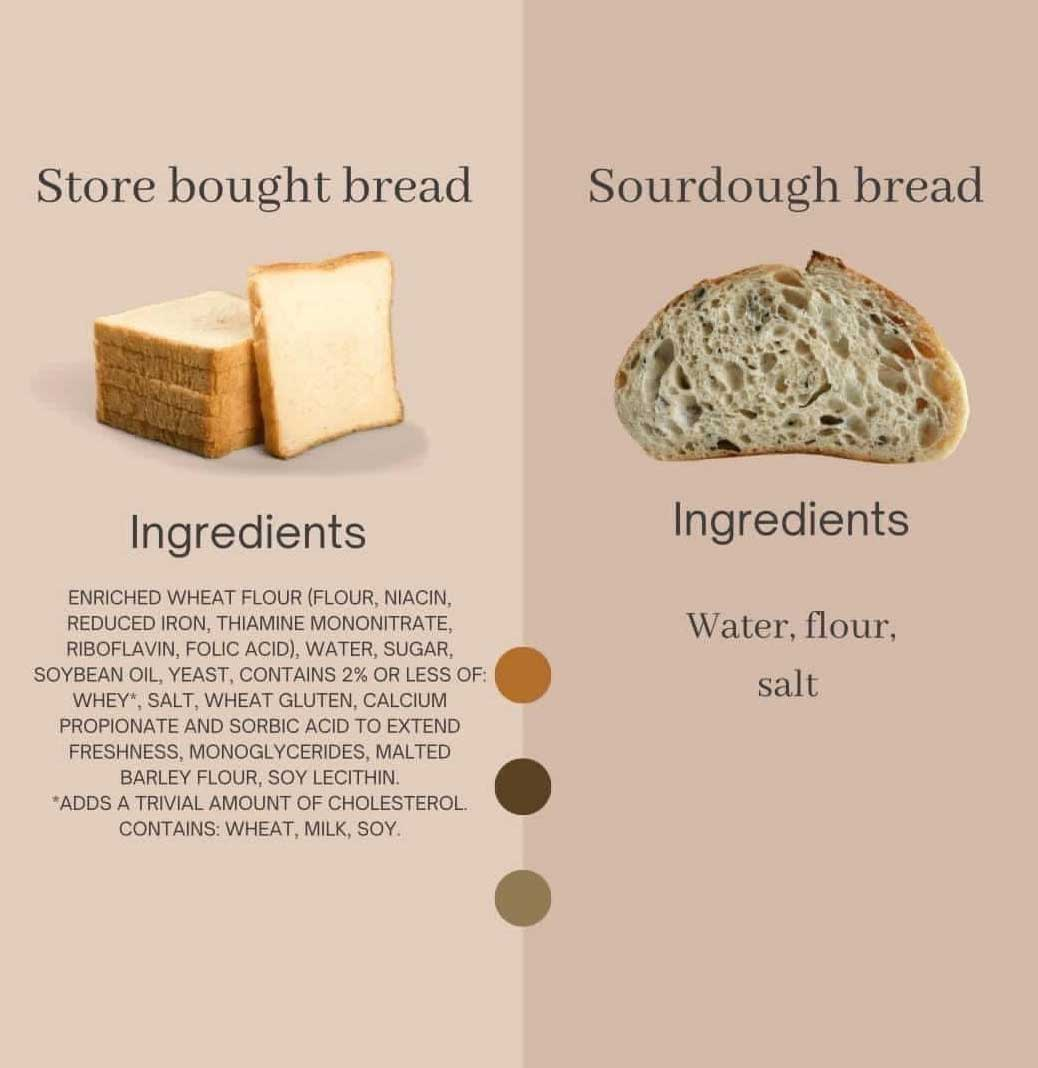 Store bought bread
Ingredients
ENRICHED WHEAT FLOUR (FLOUR, NIACIN,
REDUCED IRON, THIAMINE MONONITRATE,
RIBOFLAVIN, FOLIC ACID), WATER, SUGAR,
SOYBEAN OIL, YEAST, CONTAINS 2% OR LESS OF:
WHEY*, SALT, WHEAT GLUTEN, CALCIUM
PROPIONATE AND SORBIC ACID TO EXTEND
FRESHNESS, MONOGLYCERIDES, MALTED
BARLEY FLOUR, SOY LECITHIN.
*ADDS A TRIVIAL AMOUNT OF CHOLESTEROL.
CONTAINS: WHEAT, MILK, SOY.
Sourdough bread
Ingredients
Water, flour,
salt